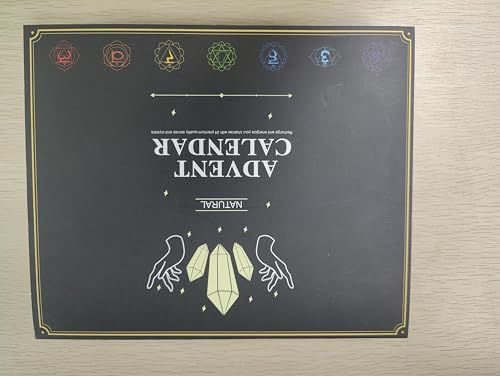 NATURAL
ADVENT
CALENDAR
Recharge and energize your chakras with 24 premium-quality stones and crystals